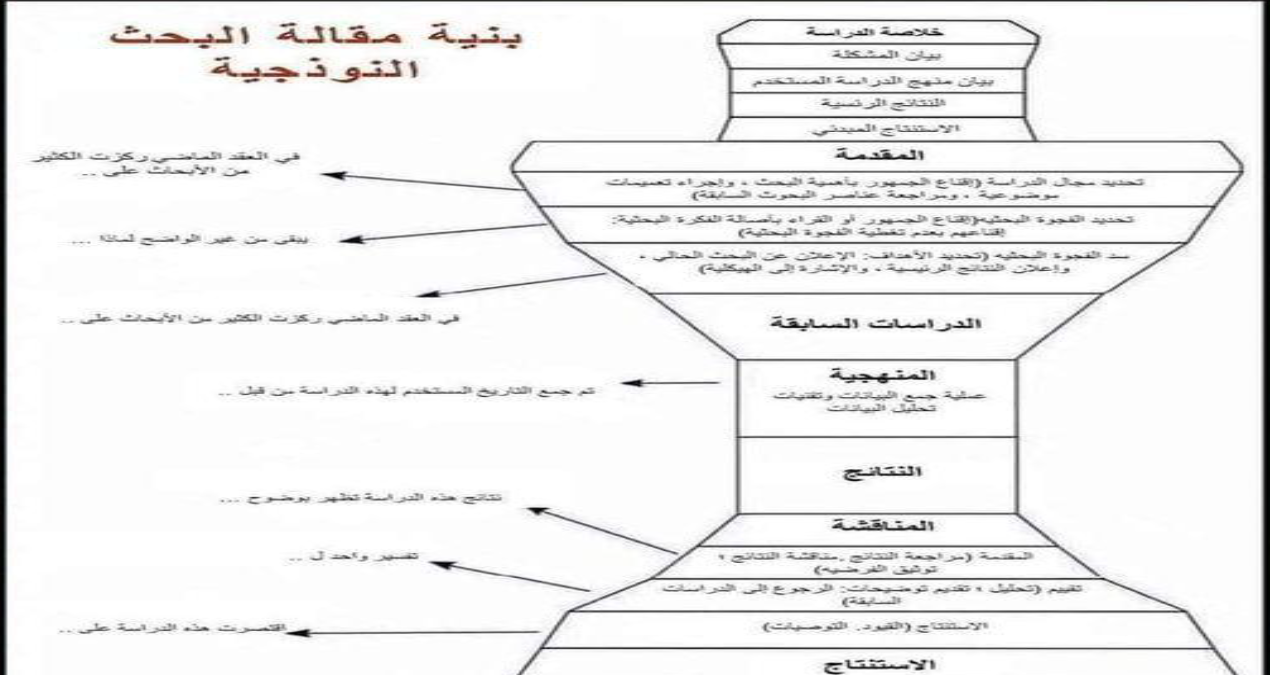 بنية مقالة البحث
النوذجية
خلاصة الدراسة
بيان المشكلة
بيان منهج الدراسة المستخدم
النتائج الرئسية
الاستنتاج المبدئي
المقدمة
في العقد الماضي ركزت الكثير
من الأبحاث على ..
تحديد مجال الدراسة (إقناع الجمهور بأهمية البحث ، وإجراء تعميمات
موضوعية ، ومراجعة عناصر البحوث السابقة)
يبقى من غير الواضح لماذا ...
تحديد الفجوة البحثيه(إقناع الجمهور أو القراء بأصالة الفكرة البحثية:
إقناعهم بعدم تغطية الفجوة البحثية)
سد الفجوة البحثيه (تحديد الأهداف: الإعلان عن البحث الحالي ،
وإعلان النتائج الرئيسية ، والإشارة إلى الهيكلية)
في العقد الماضي ركزت الكثير من الأبحاث على ..
الدراسات السابقة
المنهجية
عملية جمع البيانات وتقنيات
تحليل البيانات
تم جمع التاريخ المستخدم لهذه الدراسة من قبل ..
النتائج
نتائج هذه الدراسة تظهر بوضوح ...
المناقشة
المقدمة (مراجعة النتائج .مناقشة النتائج ؛
توثيق الفرضيه)
تفسير واحد ل ..
تقييم (تحليل ؛ تقديم توضيحات: الرجوع إلى الدراسات
السابقة)
الاستنتاج (القيود. التوصيات)
اقتصرت هذه الدراسة على ..
الاستنتاج